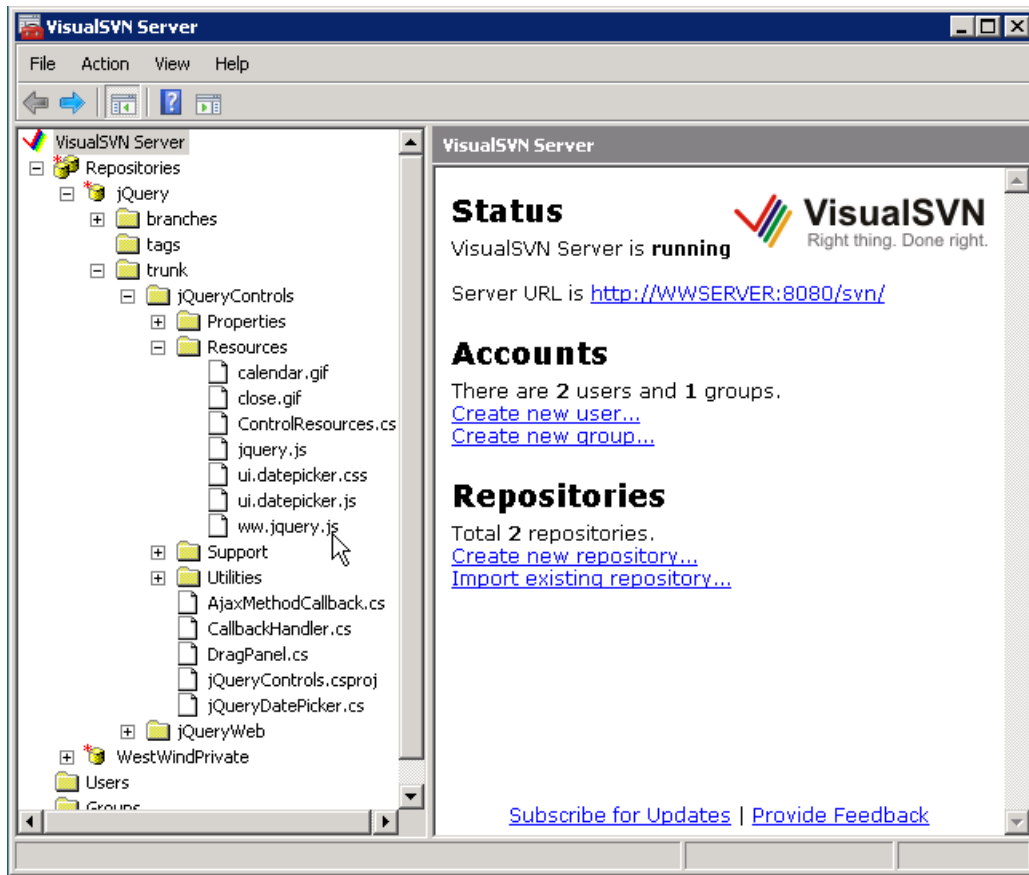 VisualSVN Server
File Action View Help
VisualSVN Server
Repositories
jQuery
branches
tags
trunk
jQueryControls
Properties
Resources
calendar.gif
close.gif
ControlResources.cs
jquery.js
ui.datepicker.css
ui.datepicker.js
ww.jquery.js
Support
Utilities
AjaxMethodCallback.cs
CallbackHandler.cs
DragPanel.cs
jQueryControls.csproj
jQueryDatePicker.cs
jQueryWeb
WestWindPrivate
Users
Groups
VisualSVN Server
Status
VisualSVN
Right thing. Done right.
VisualSVN Server is running
Server URL is http://WWSERVER:8080/svn/
Accounts
There are 2 users and 1 groups.
Create new user...
Create new group...
Repositories
Total 2 repositories.
Create new repository...
Import existing repository...
Subscribe for Updates | Provide Feedback